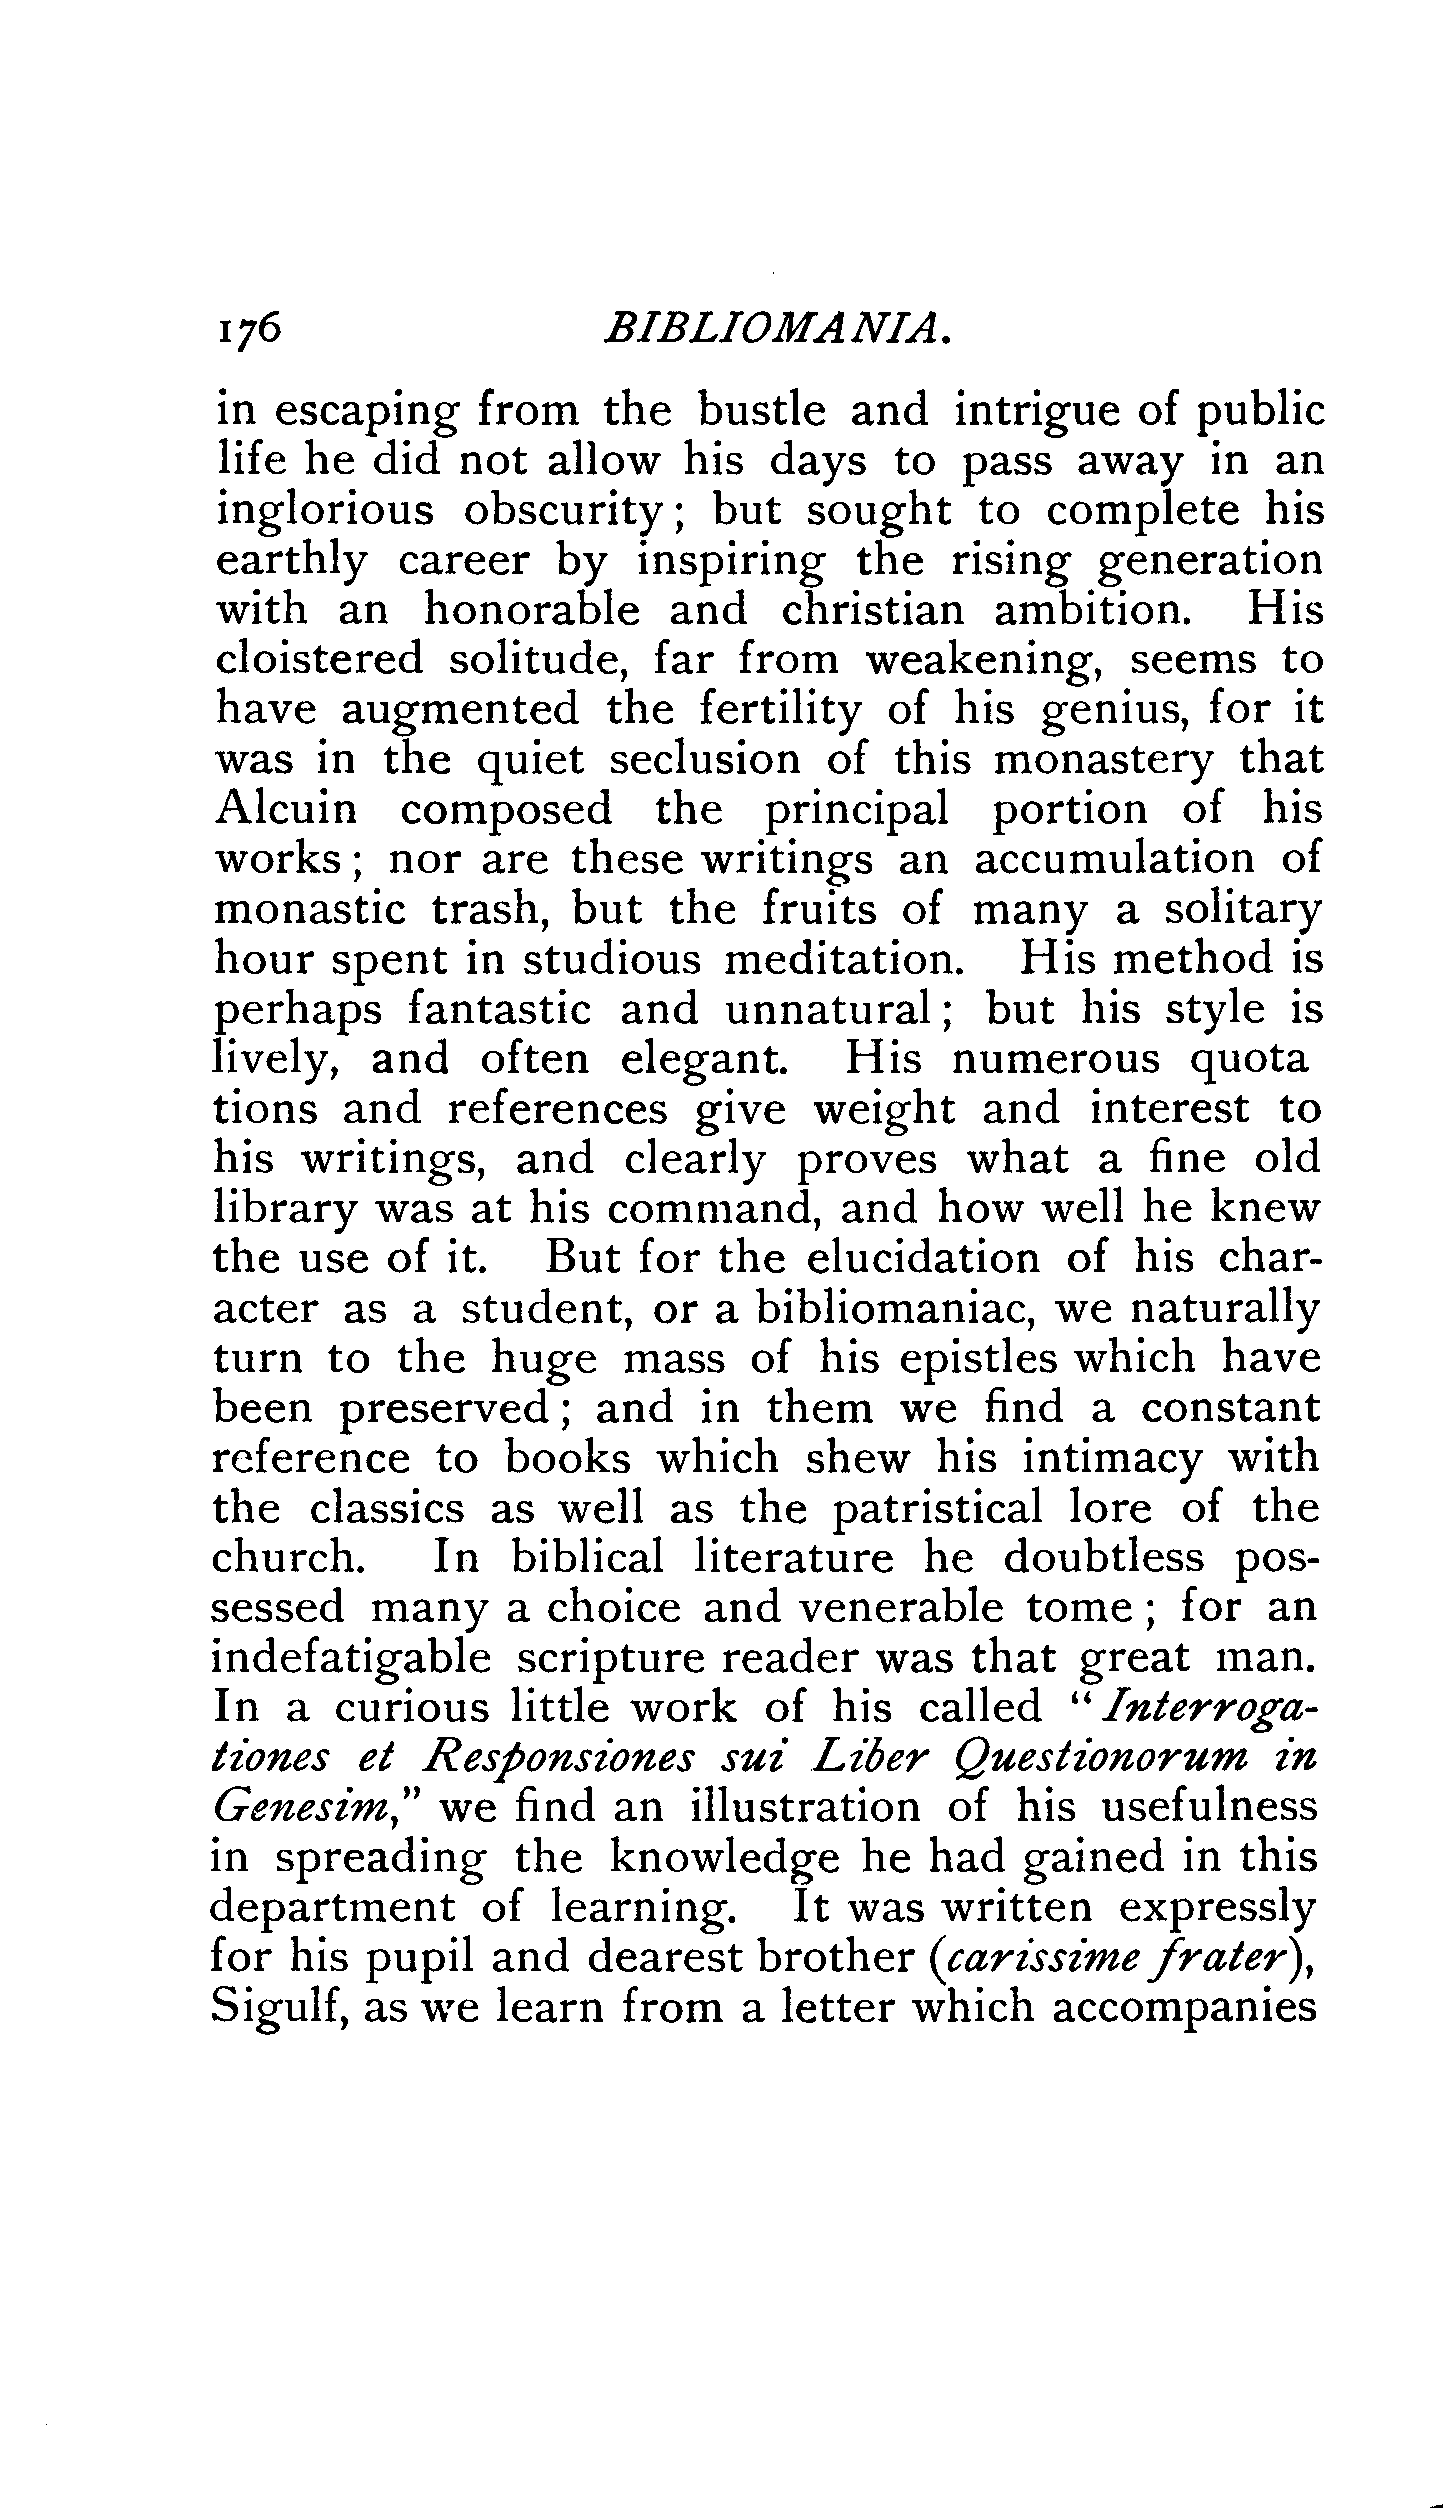 176 BIBLIOMANIA.
in escaping from the bustle and intrigue of public
life he did not allow his days to pass away in an
inglorious obscurity; but sought to complete his
earthly career by inspiring the rising generation
with an honorable and christian ambition. His
cloistered solitude, far from weakening, seems to
have augmented the fertility of his genius, for it
was in the quiet seclusion of this monastery that
Alcuin composed the principal portion of his
works; nor are these writings an accumulation of
monastic trash, but the fruits of many a solitary
hour spent in studious meditation. His method is
perhaps fantastic and unnatural; but his style is
lively, and often elegant. His numerous quota
tions and references give weight and interest to
his writings, and clearly proves what a fine old
library was at his command, and how well he knew
the use of it. But for the elucidation of his char-
acter as a student, or a bibliomaniac, we naturally
turn to the huge mass of his epistles which have
been preserved; and in them we find a constant
reference to books which shew his intimacy with
the classics as well as the patristical lore of the
church. In biblical literature he doubtless pos-
sessed many a choice and venerable tome; for an
indefatigable scripture reader was that great man.
In a curious little work of his called "Interroga-
tiones et Responsiones sui Liber Questionorum in
Genesim," we find an illustration of his usefulness
in spreading the knowledge he had gained in this
department of learning. It was written expressly
for his pupil and dearest brother (carissime frater),
Sigulf, as we learn from a letter which accompanies